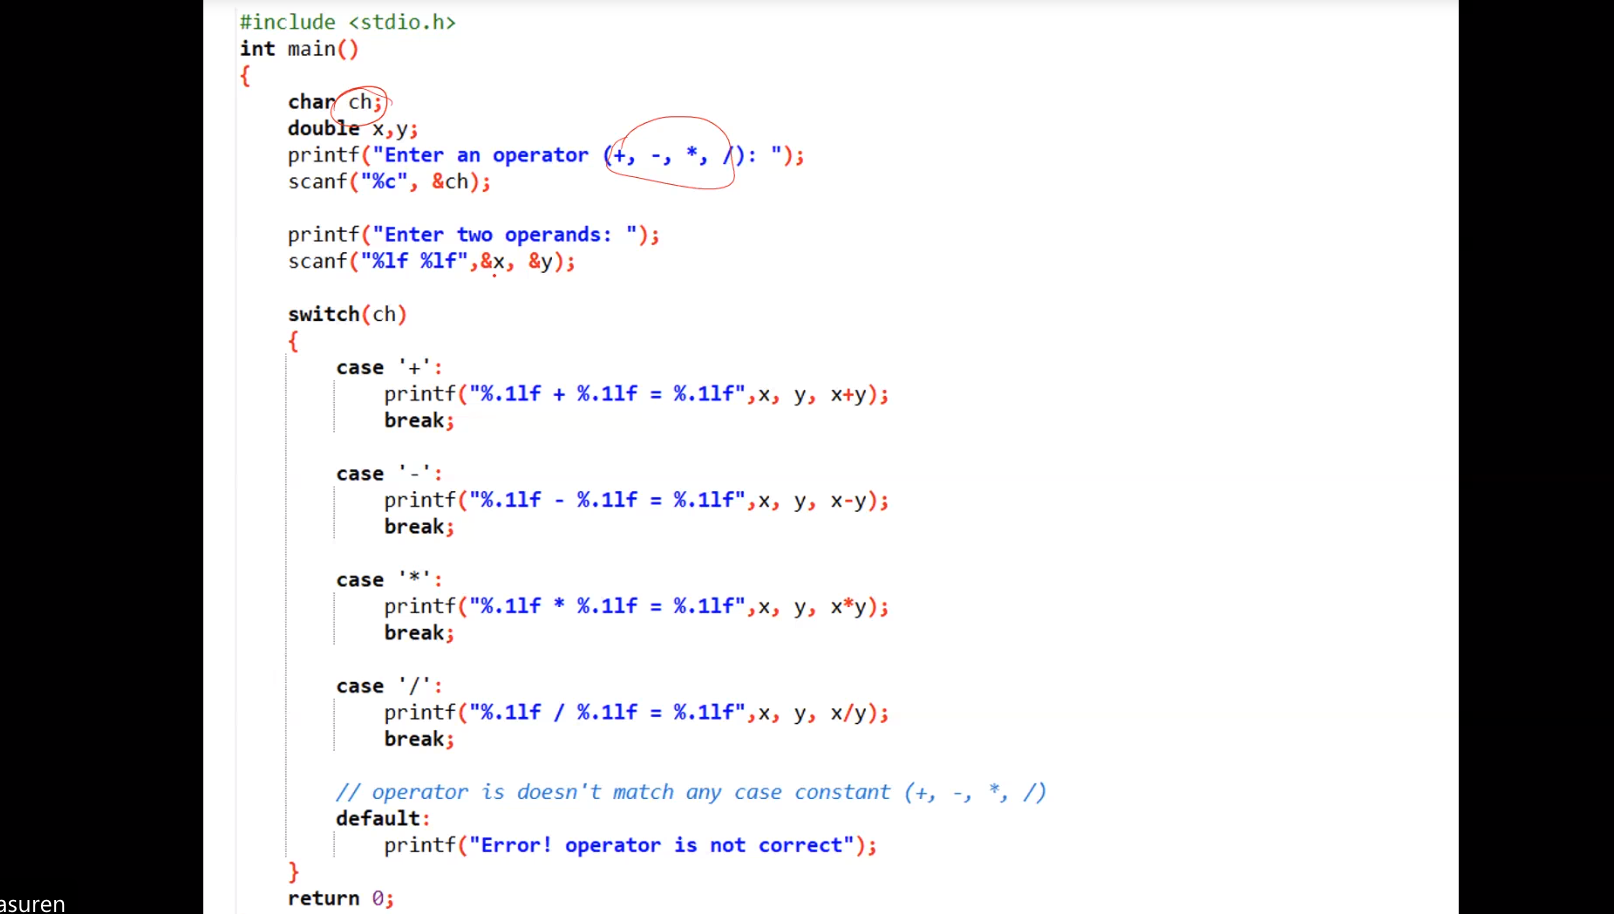 #include <stdio.h>
int main()
{
    char ch;
    double x,y;
    printf("Enter an operator (+, -, *, /): ");
    scanf("%c", &ch);

    printf("Enter two operands: ");
    scanf("%lf %lf",&x, &y);

    switch(ch)
    {
        case '+':
            printf("%.1lf + %.1lf = %.1lf",x, y, x+y);
            break;

        case '-':
            printf("%.1lf - %.1lf = %.1lf",x, y, x-y);
            break;

        case '*':
            printf("%.1lf * %.1lf = %.1lf",x, y, x*y);
            break;

        case '/':
            printf("%.1lf / %.1lf = %.1lf",x, y, x/y);
            break;

        // operator is doesn't match any case constant (+, -, *, /)
        default:
            printf("Error! operator is not correct");
    }
    return 0;
asuren